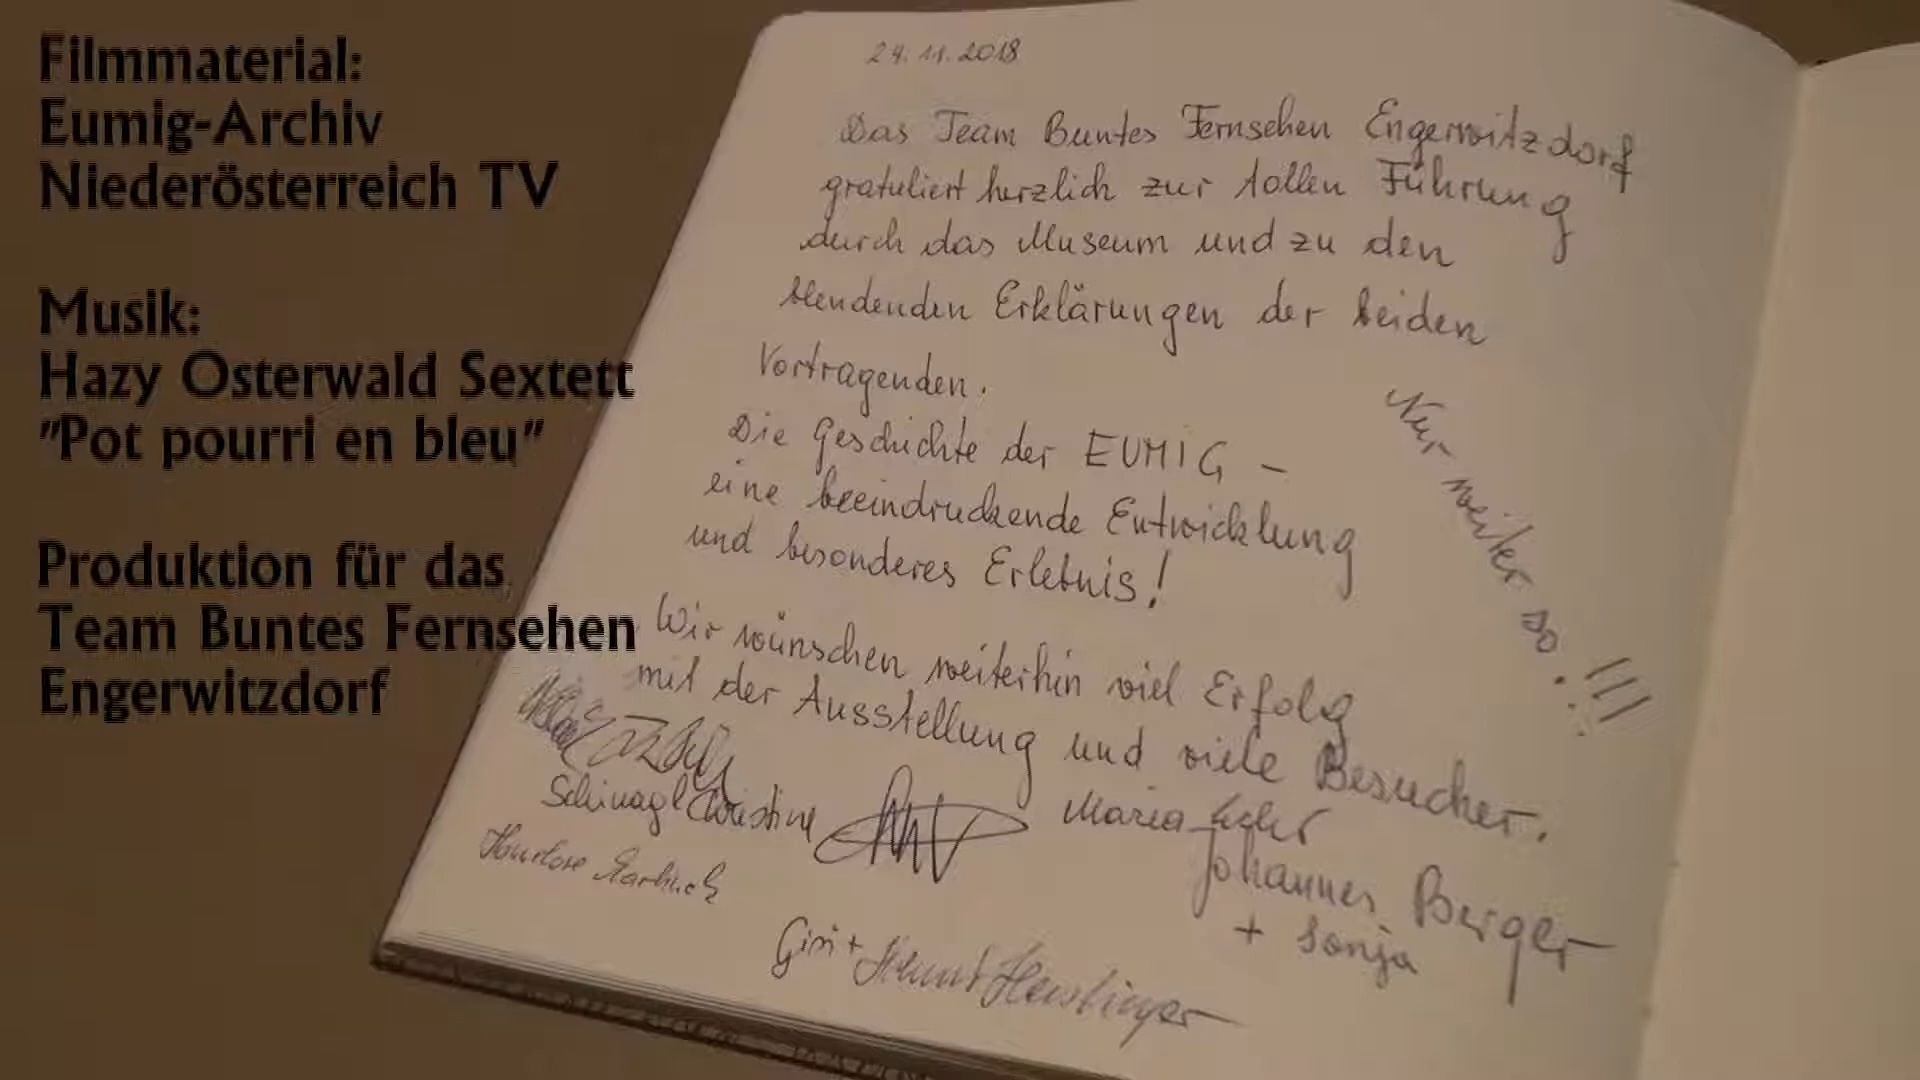 Filmmaterial:
Eumig-Archiv
Niederösterreich TV
Musik:
Hazy Osterwald Sextett
"Pot pourri en bleu"
Produktion für das
Team Buntes Fernsehen
Engerwitzdorf
24.11.2018
Das Team Buntes Fernsehen Engerwitzdorf
gratuliert herzlich zur tollen Führung
durch das Museum und zu den
blendenden Erklärungen der beiden
Vortragenden.
Die Geschichte der EUMIG –
eine beeindruckende Entwicklung
und besonderes Erlebnis!
Wir wünschen weiterhin viel Erfolg
mit der Ausstellung und viele Besucher.
Nur weiter so!!!
Schinagl Christine
Maria
Johannes Berger
+ Sonja
Gisi +